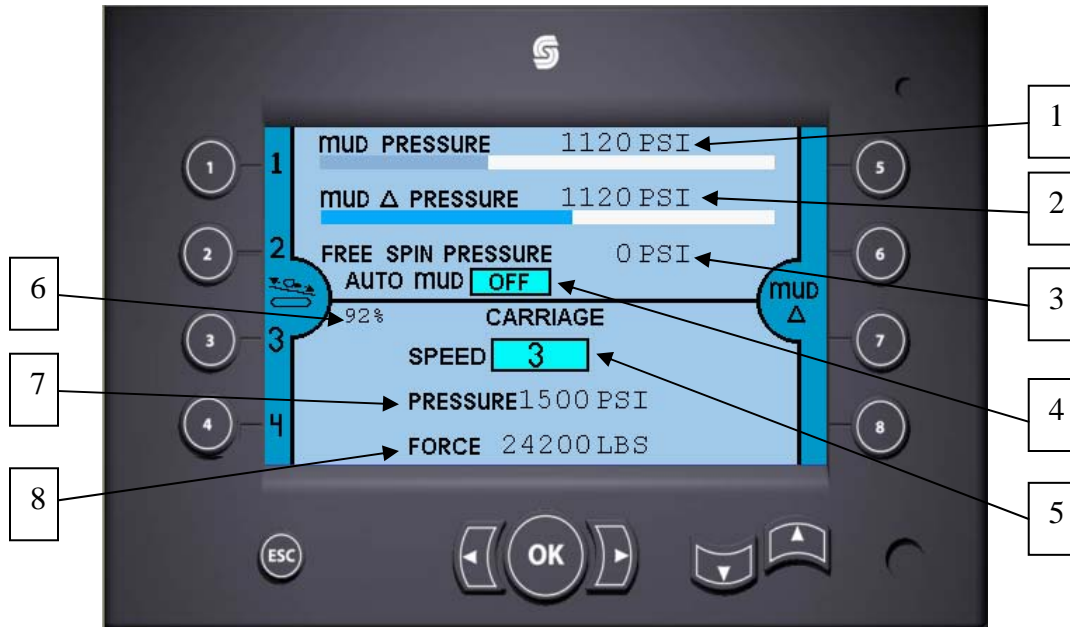 MUD PRESSURE 1120 PSI
MUD Δ PRESSURE 1120 PSI
FREE SPIN PRESSURE 0 PSI
AUTO MUD OFF
92% CARRIAGE
SPEED 3
PRESSURE 1500 PSI
FORCE 24200 LBS
1
2
3
4
MUD
Δ
1
2
3
4
5
6
7
8
ESC
OK
1
2
3
4
5
6
7
8